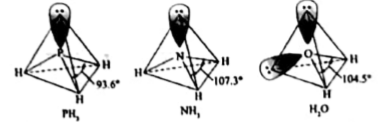 P N O
H H H 93.6° H H H 107.3° H H 104.5°
PH₃ NH₃ H₂O